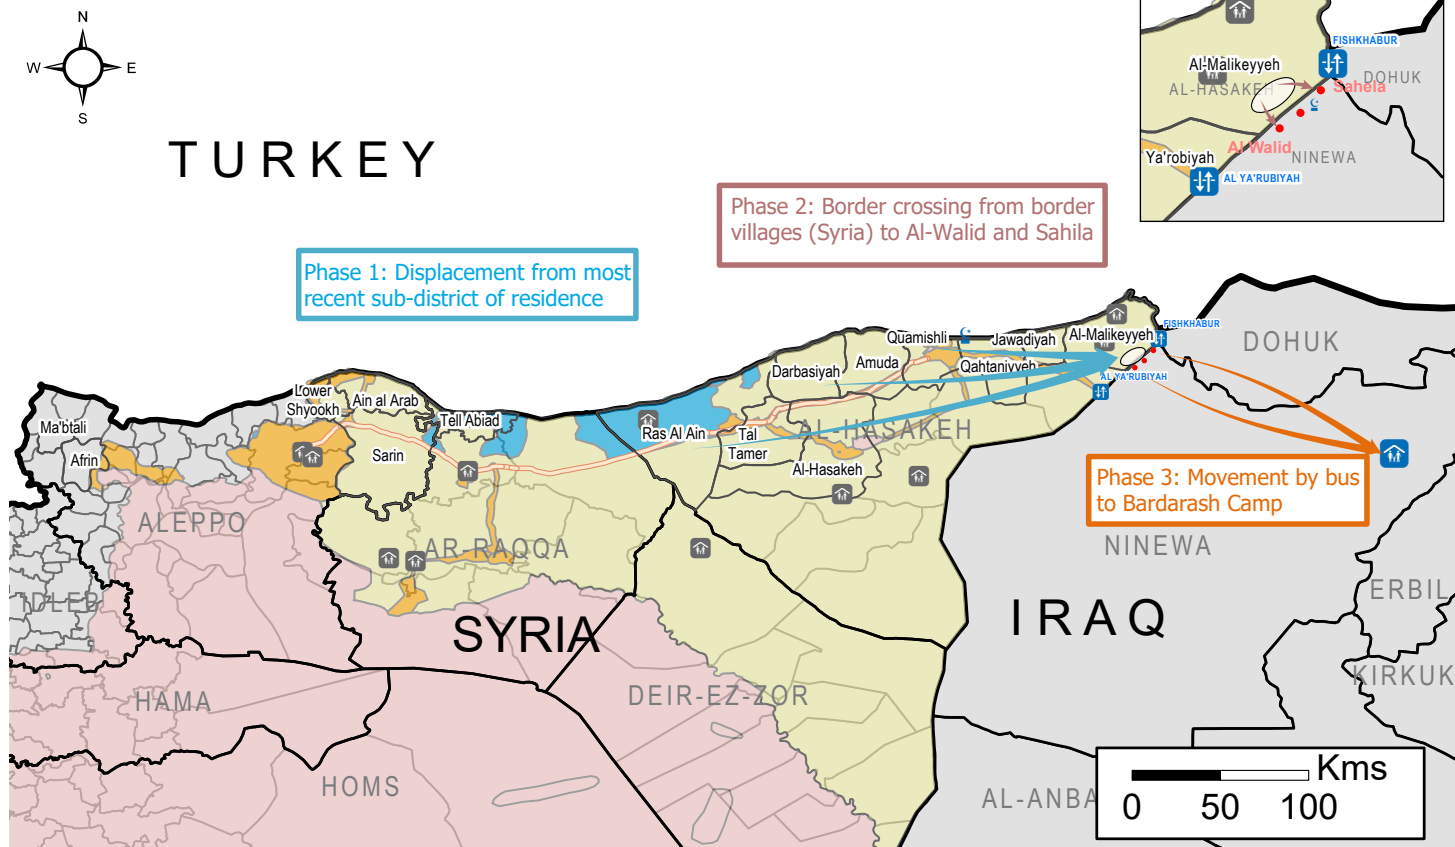 N
W
E
S
TURKEY
FISHKHABUR
Al-Malikeyyeh
DOHUK
AL-HASAKEH
Sahela
Al Walid
NINEWA
Ya'robiyah
AL YA'RUBIYAH
Phase 2: Border crossing from border
villages (Syria) to Al-Walid and Sahila
Phase 1: Displacement from most
recent sub-district of residence
Quamishli
Jawadiyah
Al-Malikeyyeh
FISHKHABUR
DOHUK
Amuda
Darbasiyah
Qahtaniyyeh
AL YA'RUBIYAH
Lower
Shyookh
Ain al Arab
Tell Abiad
Ma'btali
Ras Al Ain
Tal
Tamer
AL-HASAKEH
Afrin
Sarin
Al-Hasakeh
Phase 3: Movement by bus
to Bardarash Camp
ALEPPO
AR-RAQQA
NINEWA
IDLEB
SYRIA
IRAQ
ERBIL
KIRKUK
HAMA
DEIR-EZ-ZOR
HOMS
AL-ANBA
Kms
0 50 100